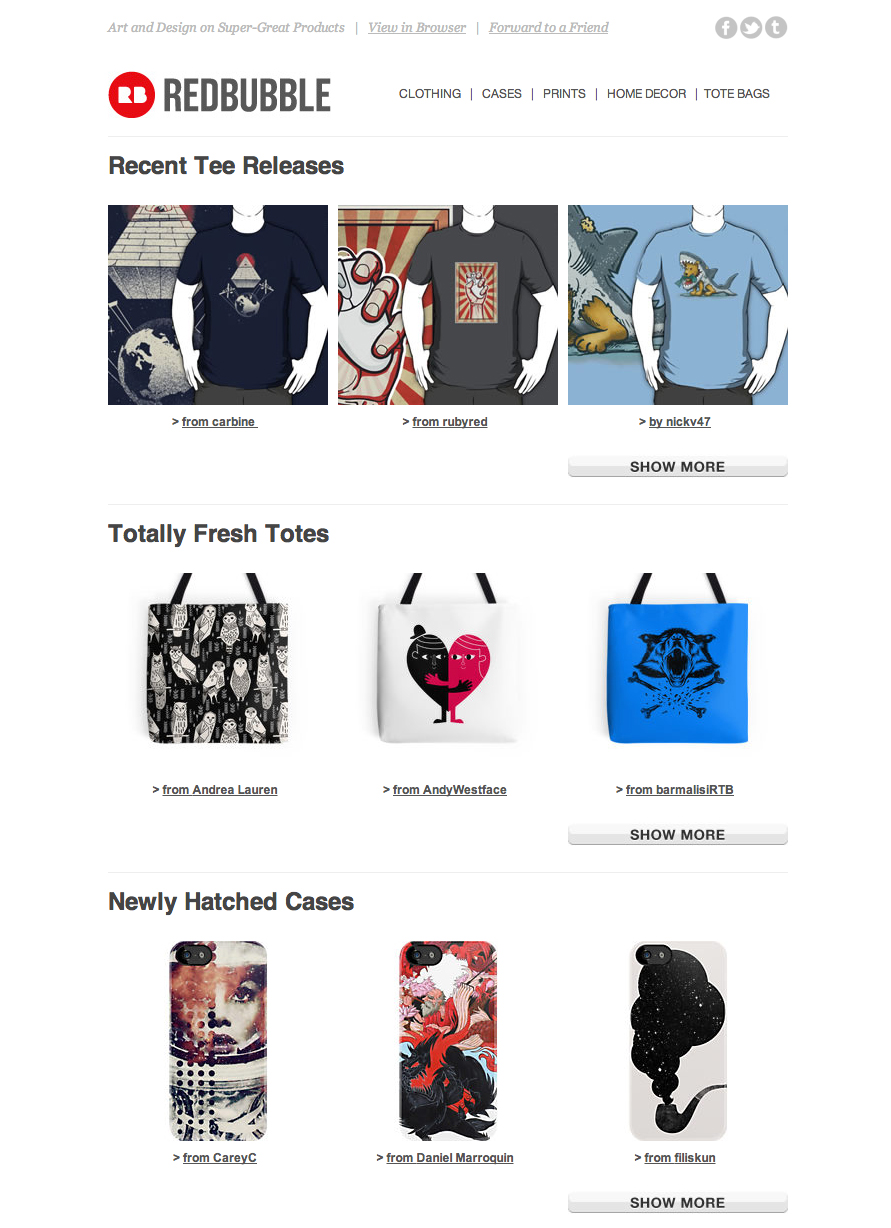 Art and Design on Super-Great Products | View in Browser | Forward to a Friend
RB REDBUBBLE
CLOTHING | CASES | PRINTS | HOME DECOR | TOTE BAGS
Recent Tee Releases
> from carbine > from rubyred > by nickv47
SHOW MORE
Totally Fresh Totes
> from Andrea Lauren > from AndyWestface > from barmalisiRTB
SHOW MORE
Newly Hatched Cases
> from CareyC > from Daniel Marroquin > from filiskun
SHOW MORE